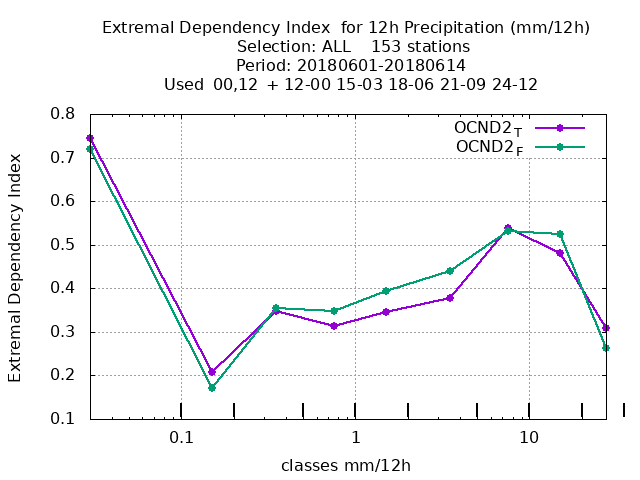 Extremal Dependency Index  for 12h Precipitation (mm/12h)
Selection: ALL    153 stations
Period: 20180601-20180614
Used  00,12  + 12-00 15-03 18-06 21-09 24-12
OCND2T
OCND2F
Extremal Dependency Index
0.8
0.7
0.6
0.5
0.4
0.3
0.2
0.1
0.1 1 10
classes mm/12h